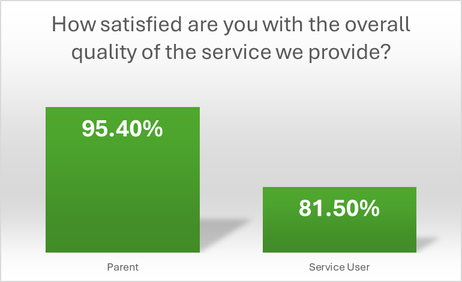 How satisfied are you with the overall
quality of the service we provide?
95.40%
81.50%
Parent
Service User